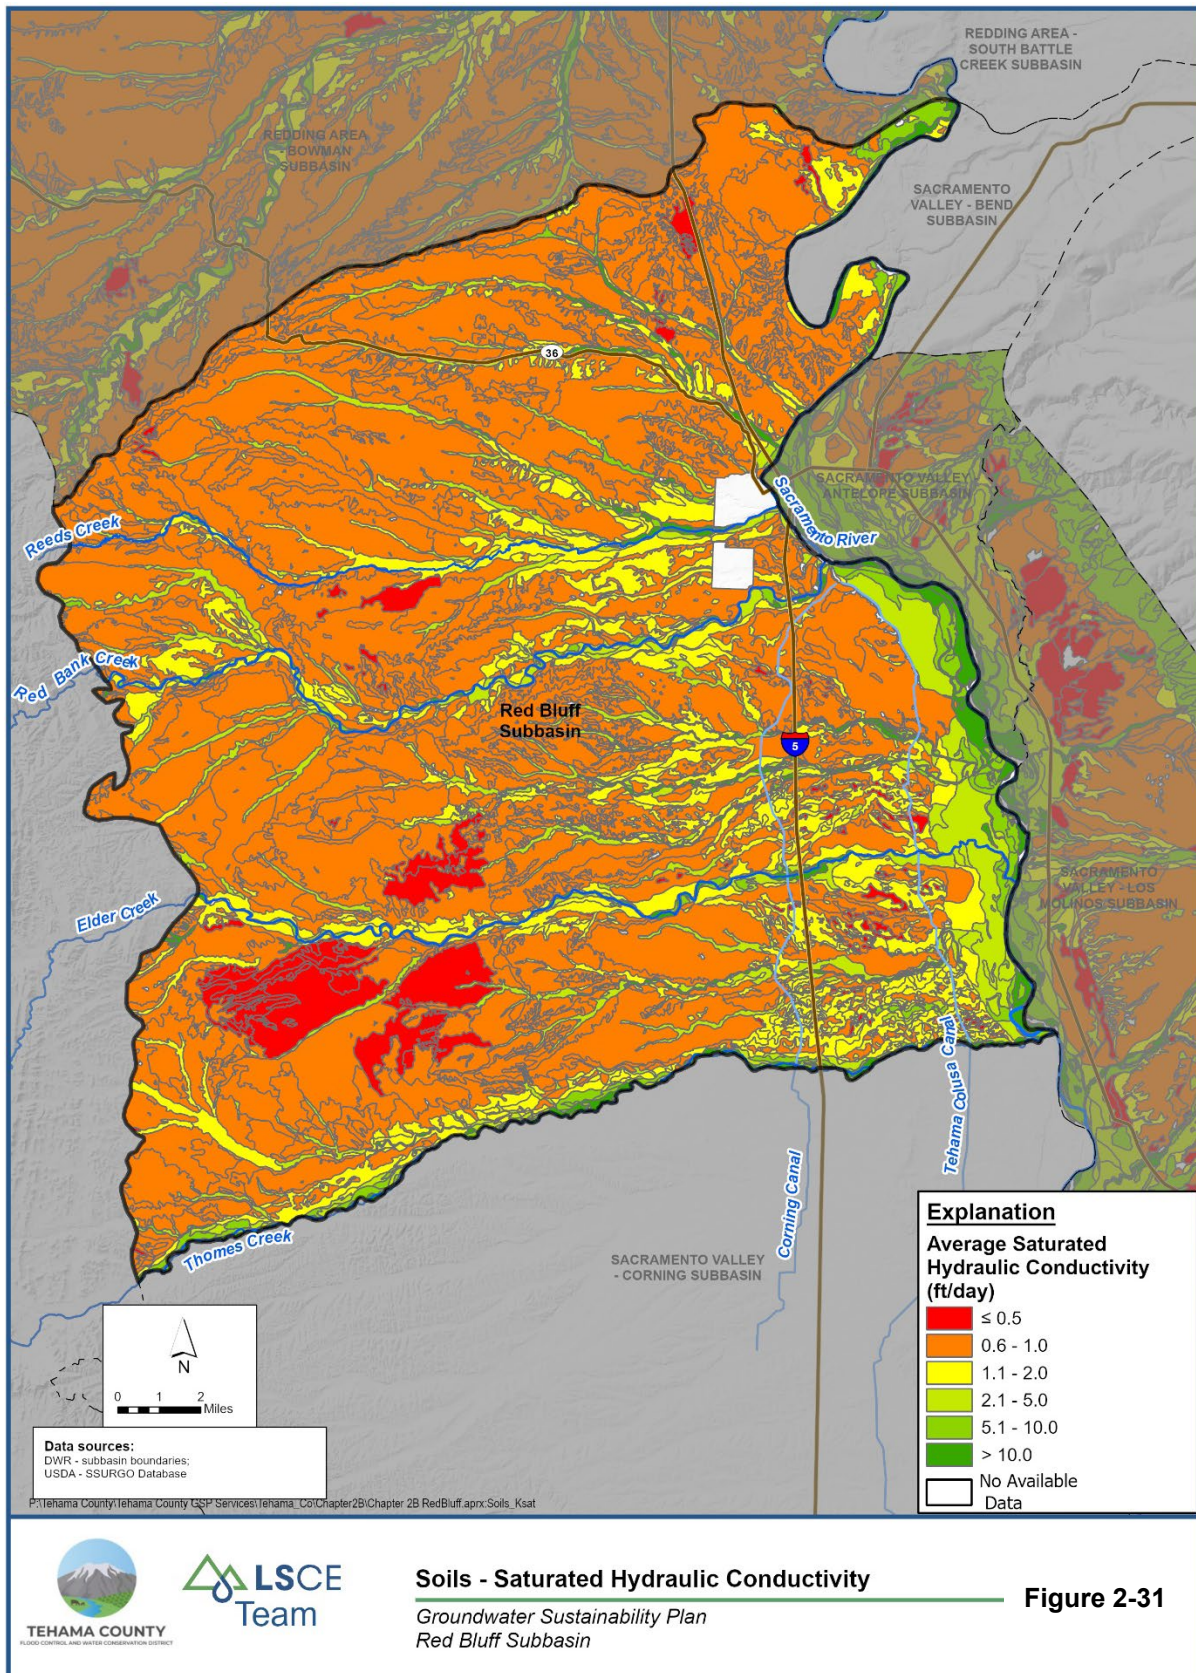 REDDING AREA -
SOUTH BATTLE
CREEK SUBBASIN
REDDING AREA
- BOWMAN
SUBBASIN
SACRAMENTO
VALLEY - BEND
SUBBASIN
36
SACRAMENTO VALLEY -
ANTELOPE SUBBASIN
Sacramento River
Reeds Creek
Red Bank Creek
Red Bluff
Subbasin
5
SACRAMENTO
VALLEY - LOS
MOLINOS SUBBASIN
Elder Creek
Tehama Colusa Canal
Corning Canal
Thomes Creek
SACRAMENTO VALLEY
- CORNING SUBBASIN
N
0 1 2
Miles
Data sources:
DWR - subbasin boundaries;
USDA - SSURGO Database
P:\Tehama County\Tehama County GSP Services\Tehama_Co\Chapter2B\Chapter 2B RedBluff.aprx:Soils_Ksat
Explanation
Average Saturated
Hydraulic Conductivity
(ft/day)
≤ 0.5
0.6 - 1.0
1.1 - 2.0
2.1 - 5.0
5.1 - 10.0
> 10.0
No Available
Data
TEHAMA COUNTY
FLOOD CONTROL AND WATER CONSERVATION DISTRICT
LSCE
Team
Soils - Saturated Hydraulic Conductivity
Groundwater Sustainability Plan
Red Bluff Subbasin
Figure 2-31